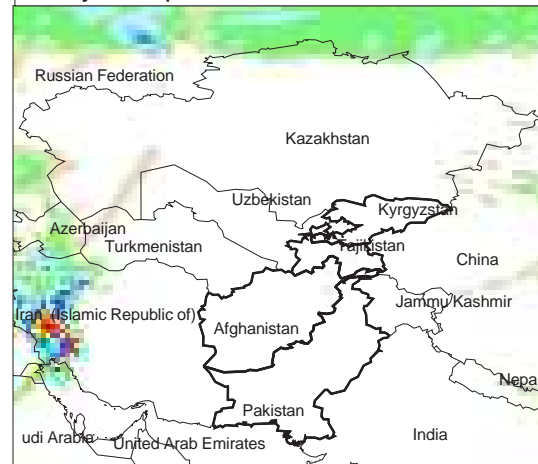 Russian Federation
Kazakhstan
Uzbekistan
Kyrgyzstan
Azerbaijan
Turkmenistan
Tajikistan
China
Jammu Kashmir
Iran (Islamic Republic of)
Afghanistan
Nepa
Pakistan
udi Arabia
United Arab Emirates
India